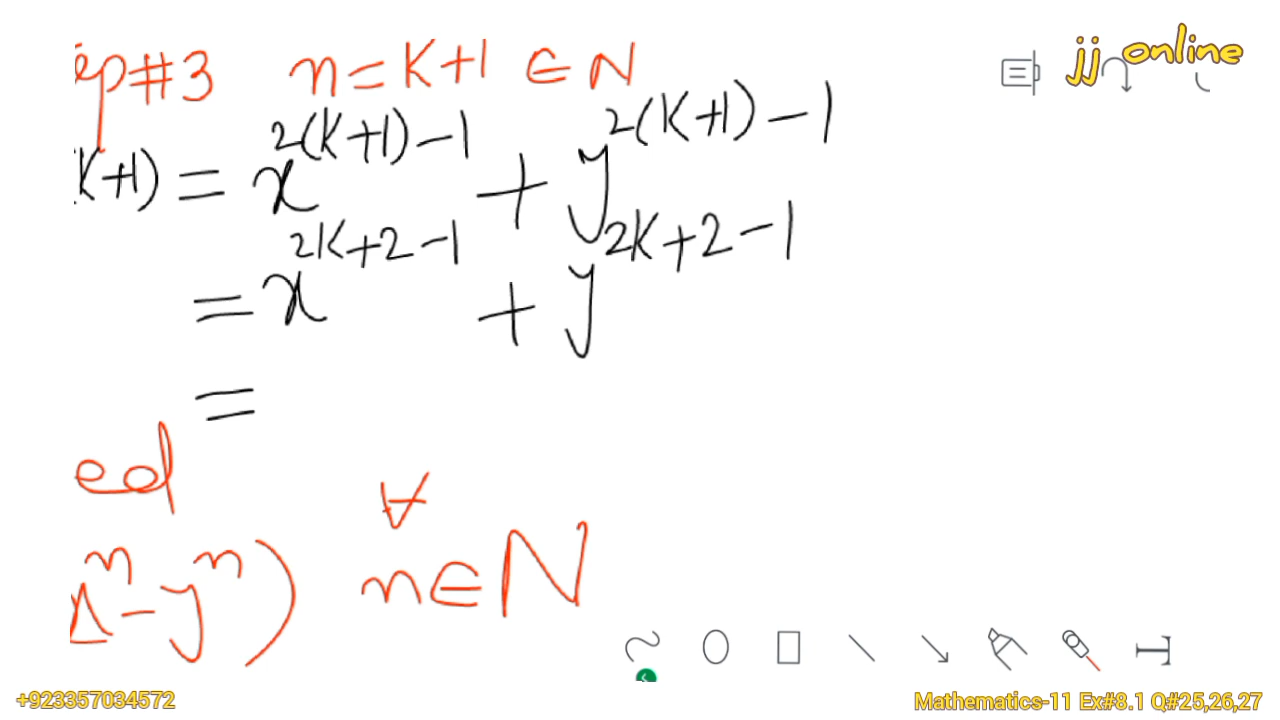 jj online
ep#3 n=K+1 ∈ N
K+1) = x^2(K+1)-1 + y^2(K+1)-1
= x^2K+2-1 + y^2K+2-1
=
ed
x^n - y^n) ∀ n∈N
+923357034572
Mathematics-11 Ex#8.1 Q#25,26,27